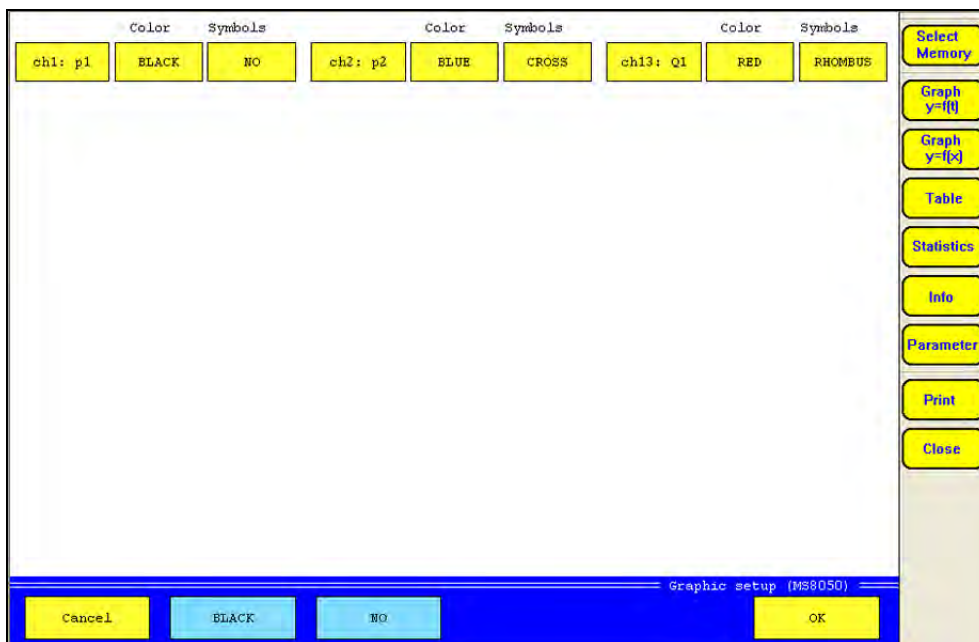 Color Symbols Color Symbols Color Symbols
ch1: p1 BLACK NO ch2: p2 BLUE CROSS ch13: Q1 RED RHOMBUS
Select
Memory
Graph
y=f(t)
Graph
y=f(x)
Table
Statistics
Info
Parameter
Print
Close
Graphic setup (MS8050)
Cancel BLACK NO OK